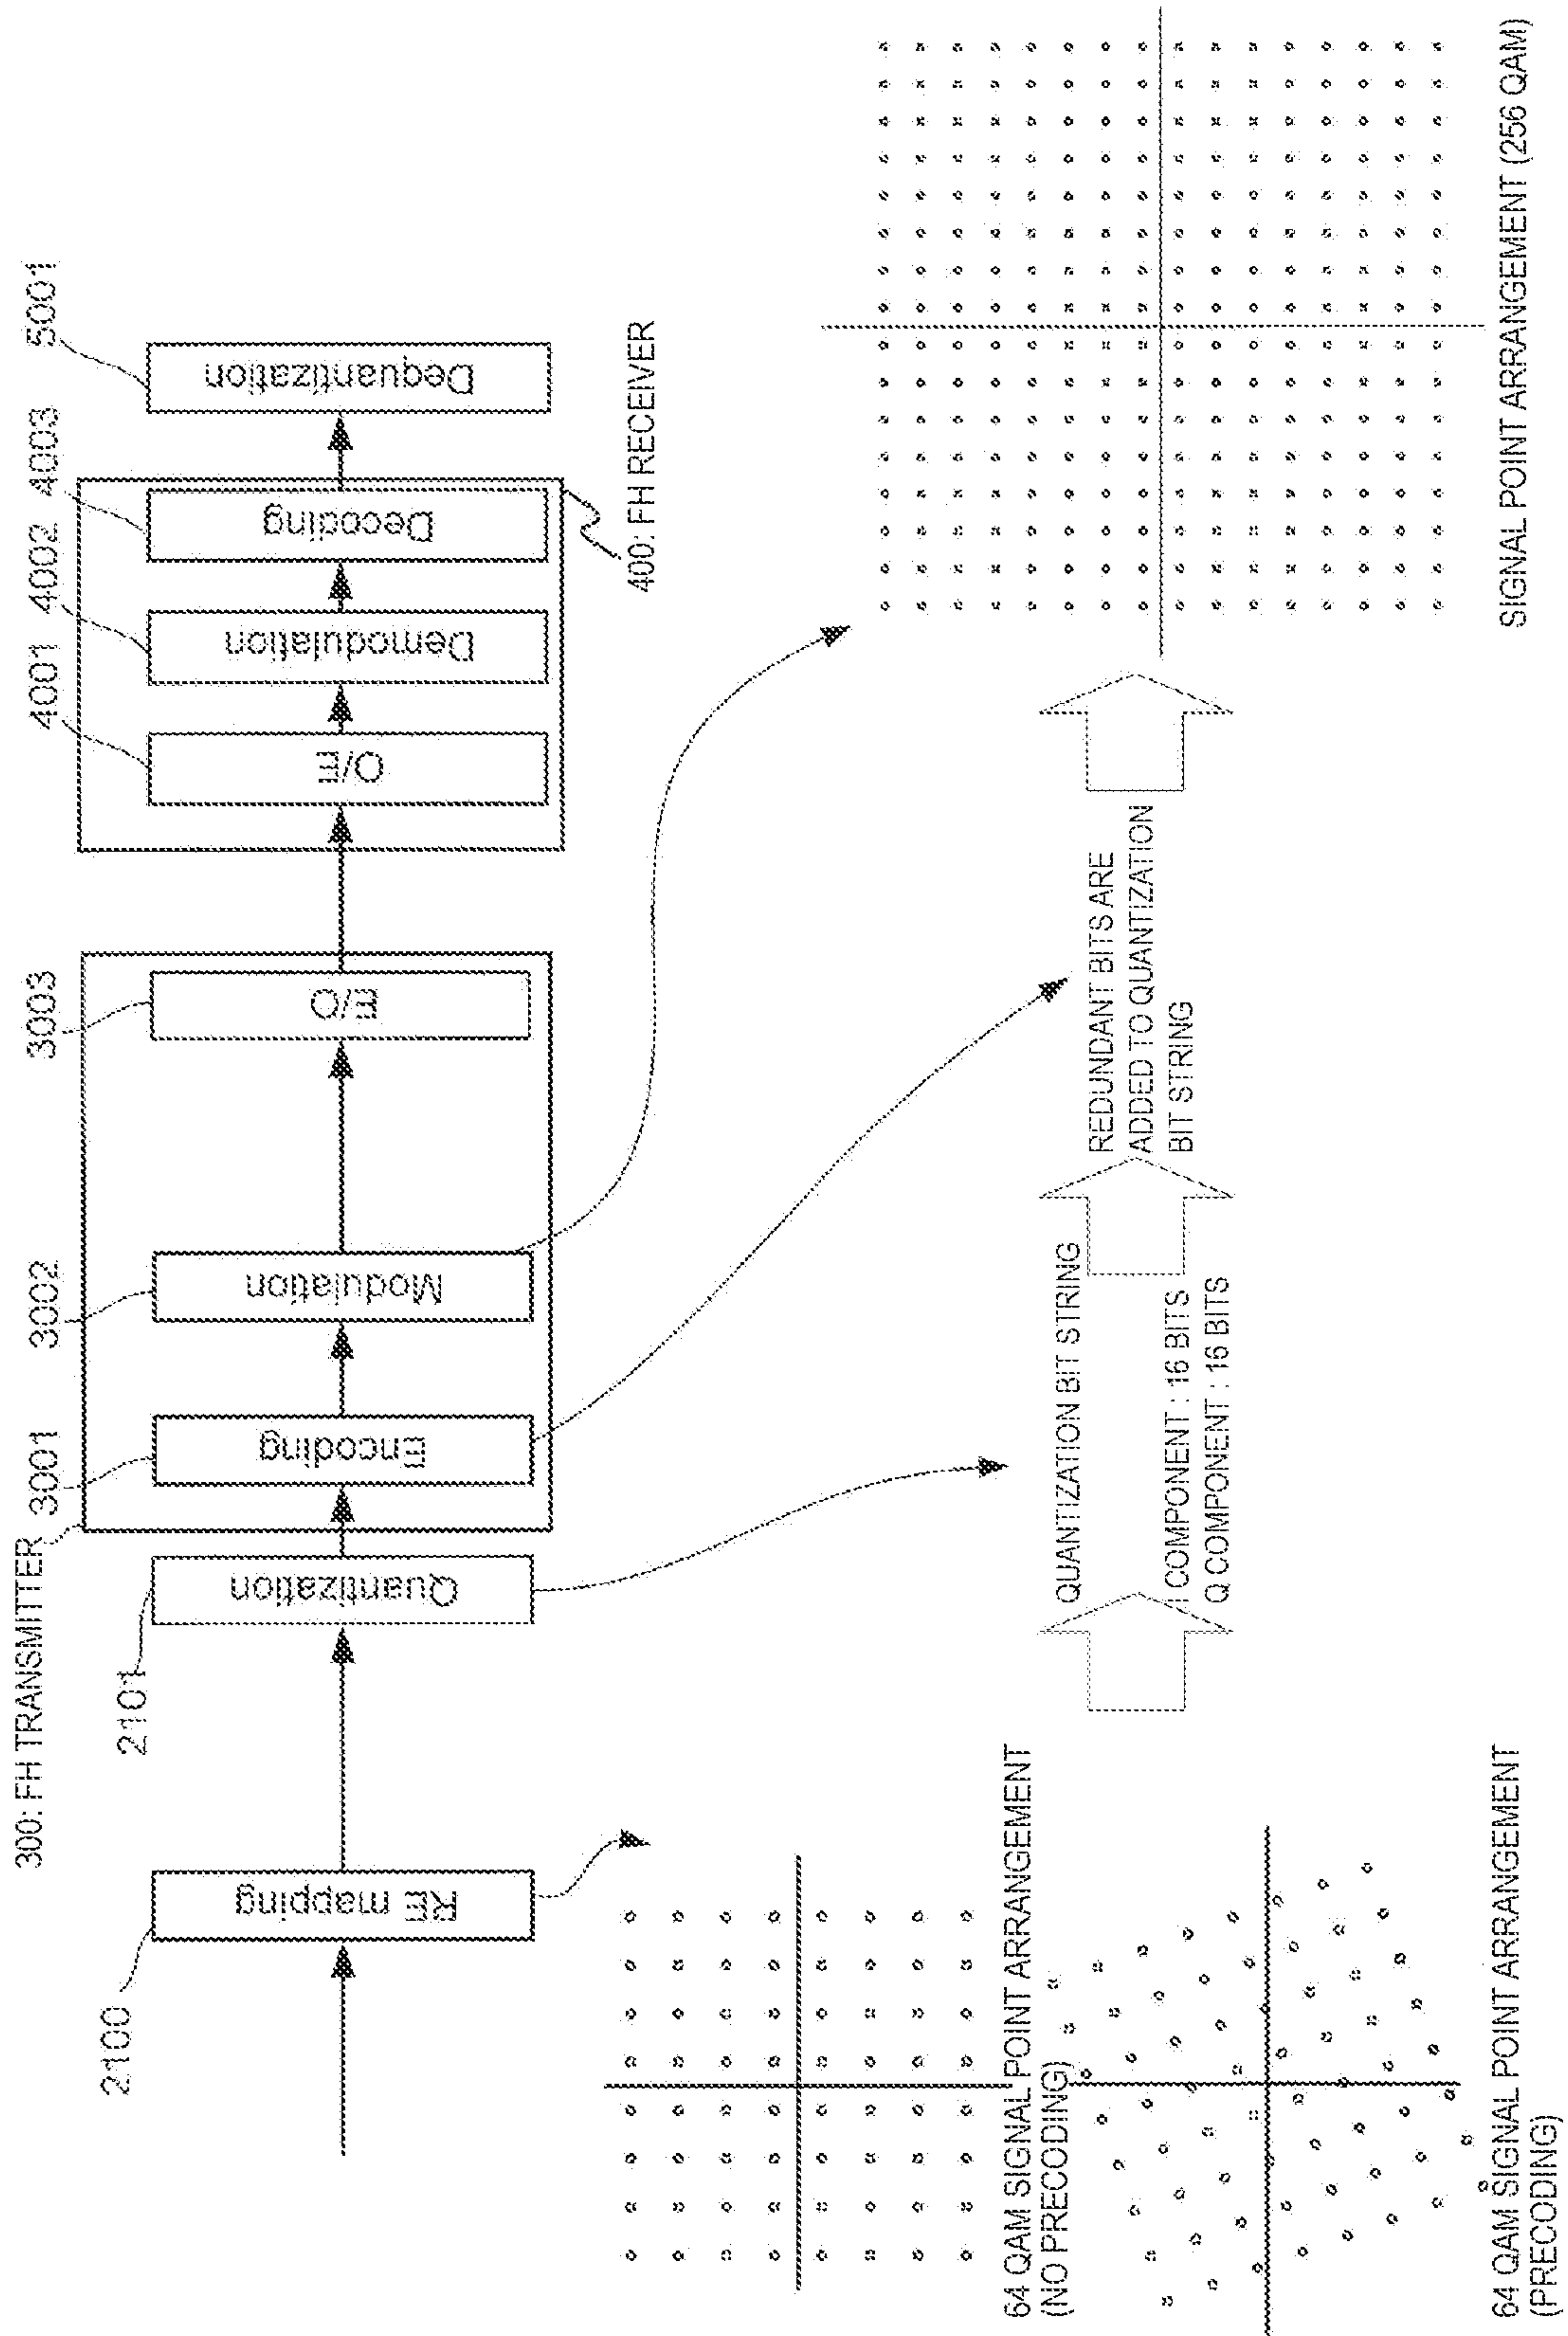 300: FH TRANSMITTER
2100
2101
3001
3002
3003
4001
4002
4003
5001
RE mapping
Quantization
Encoding
Modulation
E/O
O/E
Demodulation
Decoding
Dequantization
400: FH RECEIVER
64 QAM SIGNAL POINT ARRANGEMENT
(NO PRECODING)
64 QAM SIGNAL POINT ARRANGEMENT
(PRECODING)
QUANTIZATION BIT STRING
I COMPONENT : 16 BITS
Q COMPONENT : 16 BITS
REDUNDANT BITS ARE
ADDED TO QUANTIZATION
BIT STRING
SIGNAL POINT ARRANGEMENT (256 QAM)